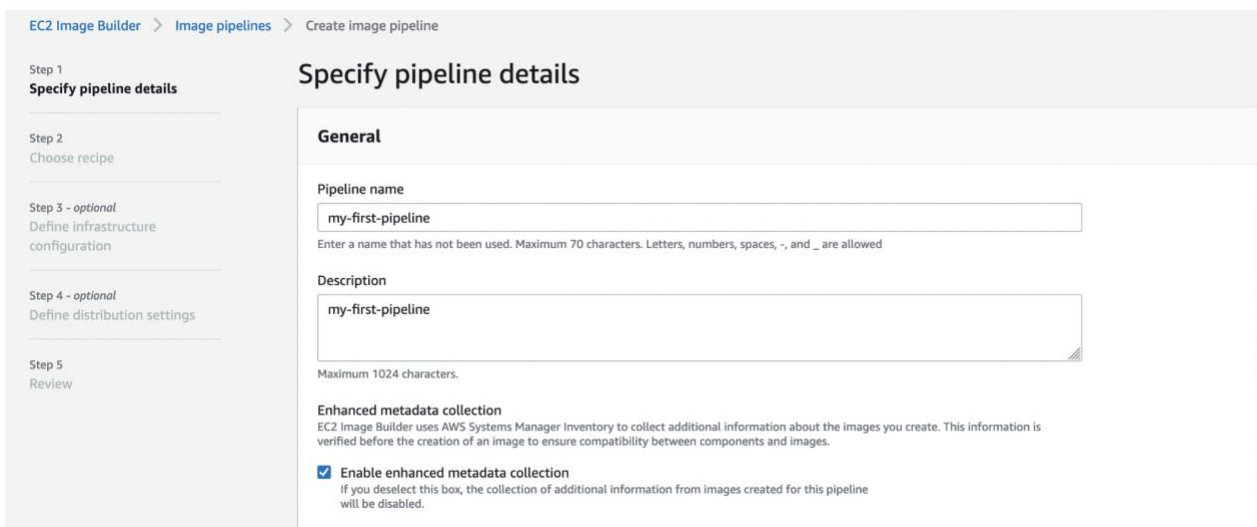 EC2 Image Builder > Image pipelines > Create image pipeline
Step 1
Specify pipeline details
Step 2
Choose recipe
Step 3 - optional
Define infrastructure
configuration
Step 4 - optional
Define distribution settings
Step 5
Review
Specify pipeline details
General
Pipeline name
my-first-pipeline
Enter a name that has not been used. Maximum 70 characters. Letters, numbers, spaces, -, and _ are allowed
Description
my-first-pipeline
Maximum 1024 characters.
Enhanced metadata collection
EC2 Image Builder uses AWS Systems Manager Inventory to collect additional information about the images you create. This information is
verified before the creation of an image to ensure compatibility between components and images.
Enable enhanced metadata collection
If you deselect this box, the collection of additional information from images created for this pipeline
will be disabled.